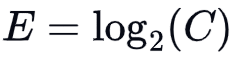 E = log₂(C)